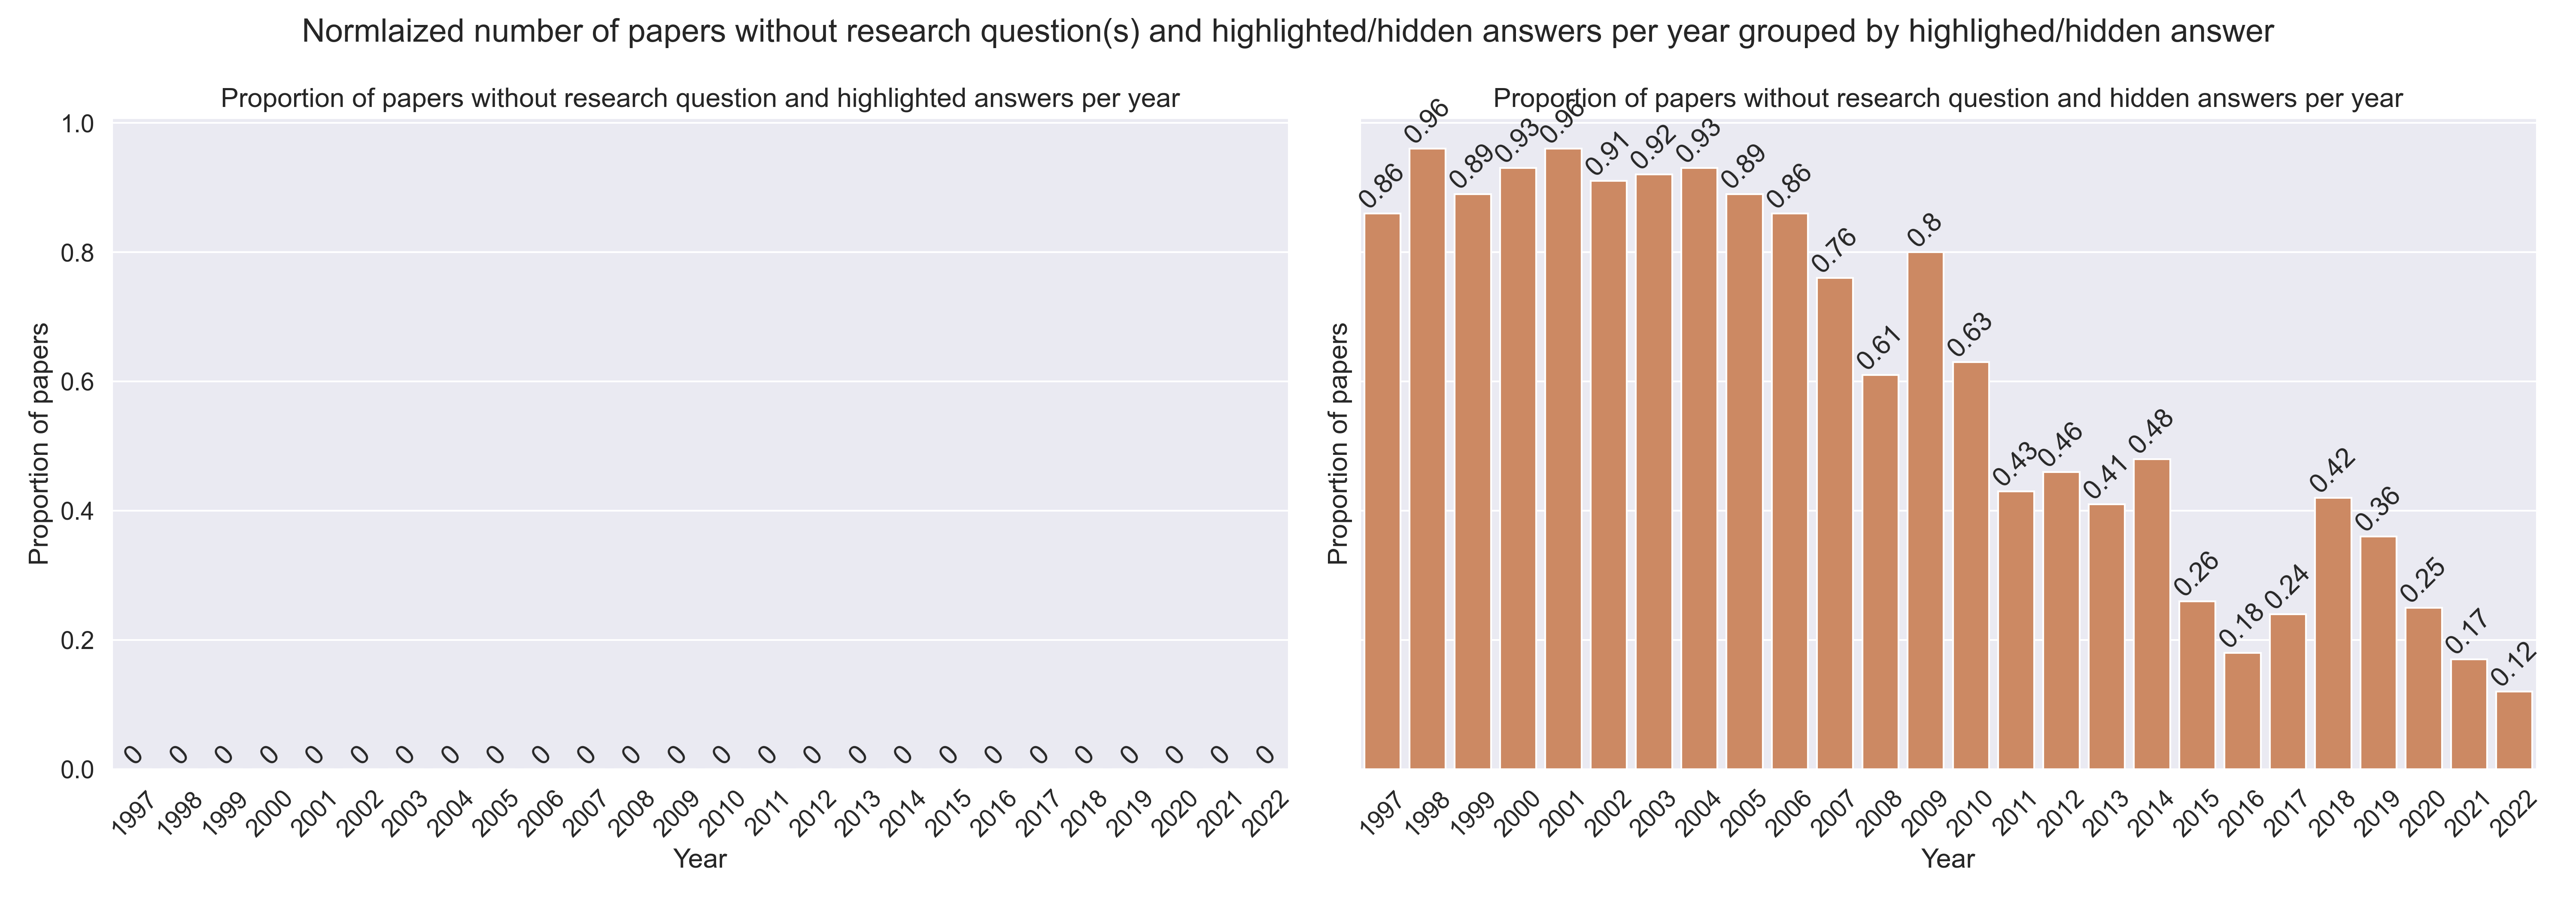 Normlaized number of papers without research question(s) and highlighted/hidden answers per year grouped by highlighed/hidden answer
Proportion of papers without research question and highlighted answers per year
Proportion of papers
1.0
0.8
0.6
0.4
0.2
0.0
0 0 0 0 0 0 0 0 0 0 0 0 0 0 0 0 0 0 0 0 0 0 0 0 0 0
1997 1998 1999 2000 2001 2002 2003 2004 2005 2006 2007 2008 2009 2010 2011 2012 2013 2014 2015 2016 2017 2018 2019 2020 2021 2022
Year
Proportion of papers without research question and hidden answers per year
Proportion of papers
0.86 0.96 0.89 0.93 0.96 0.91 0.92 0.93 0.89 0.86 0.76 0.61 0.8 0.63 0.43 0.46 0.41 0.48 0.26 0.18 0.24 0.42 0.36 0.25 0.17 0.12
1997 1998 1999 2000 2001 2002 2003 2004 2005 2006 2007 2008 2009 2010 2011 2012 2013 2014 2015 2016 2017 2018 2019 2020 2021 2022
Year